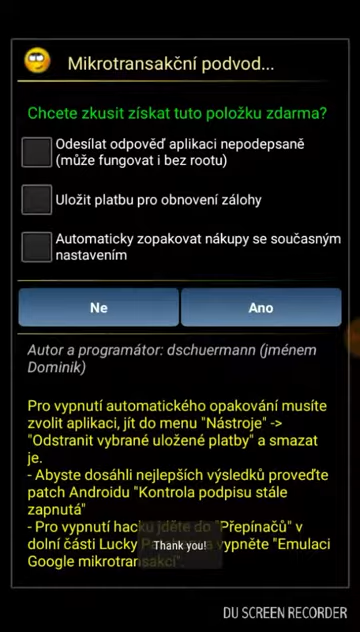 Mikrotransakční podvod...
Chcete zkusit získat tuto položku zdarma?
Odesílat odpověď aplikaci nepodepsaně
(může fungovat i bez rootu)
Uložit platbu pro obnovení zálohy
Automaticky zopakovat nákupy se současným
nastavením
Ne
Ano
Autor a programátor: dschuermann (jménem
Dominik)
Pro vypnutí automatického opakování musíte
zvolit aplikaci, jít do menu "Nástroje" ->
"Odstranit vybrané uložené platby" a smazat
je.
- Abyste dosáhli nejlepších výsledků proveďte
patch Androidu "Kontrola podpisu stále
zapnutá"
- Pro vypnutí hacku jděte do "Přepínačů" v
dolní části Lucky a vypněte "Emulaci
Google mikrotransakcí".
Thank you!
DU SCREEN RECORDER